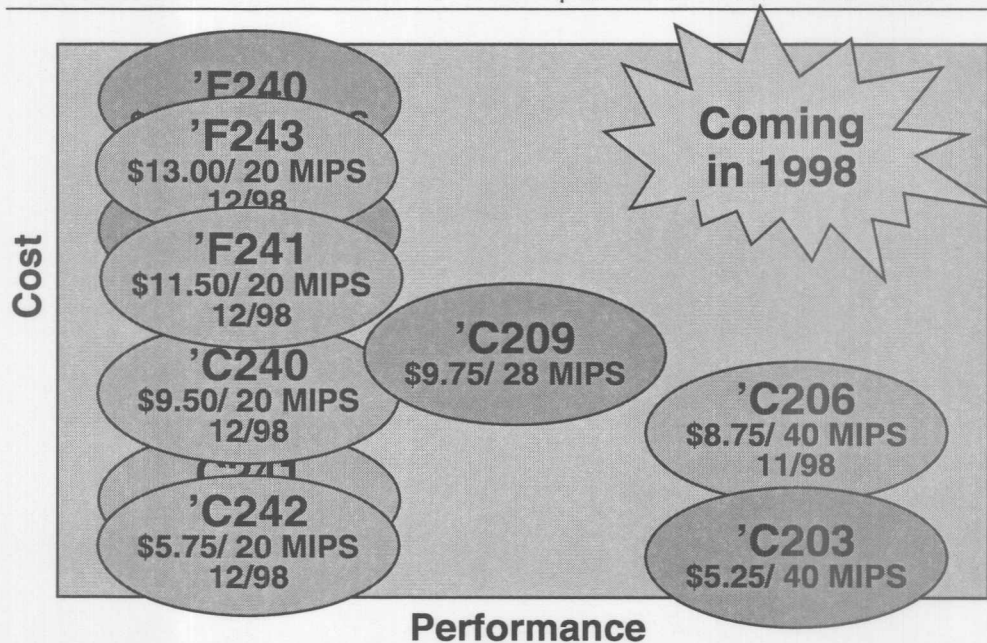 'F240
'F243
$13.00/ 20 MIPS
12/98
'F241
$11.50/ 20 MIPS
12/98
'C240
$9.50/ 20 MIPS
12/98
C241
'C242
$5.75/ 20 MIPS
12/98
'C209
$9.75/ 28 MIPS
Coming
in 1998
'C206
$8.75/ 40 MIPS
11/98
'C203
$5.25/ 40 MIPS
Cost
Performance